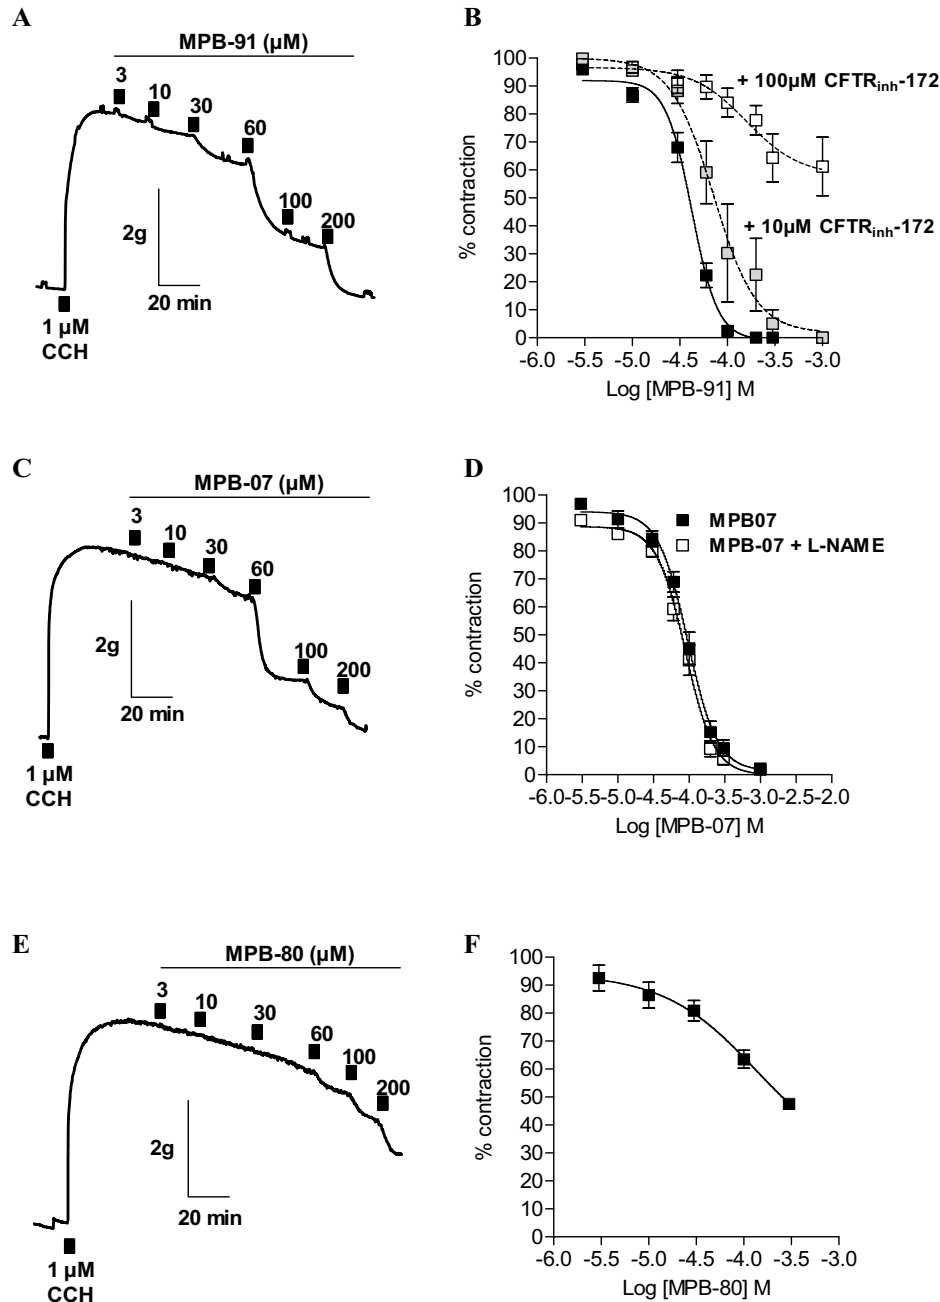 A
MPB-91 (µM)
3
10
30
60
100
200
2g
20 min
1 µM
CCH
B
100
90
80
70
60
50
40
30
20
10
0
% contraction
+ 100µM CFTRinh-172
+ 10µM CFTRinh-172
-6.0 -5.5 -5.0 -4.5 -4.0 -3.5 -3.0
Log [MPB-91] M
C
MPB-07 (µM)
3
10
30
60
100
200
2g
20 min
1 µM
CCH
D
100
90
80
70
60
50
40
30
20
10
0
% contraction
MPB07
MPB-07 + L-NAME
-6.0 -5.5 -5.0 -4.5 -4.0 -3.5 -3.0 -2.5 -2.0
Log [MPB-07] M
E
MPB-80 (µM)
3
10
30
60
100
200
2g
20 min
1 µM
CCH
F
100
90
80
70
60
50
40
30
20
10
0
% contraction
-6.0 -5.5 -5.0 -4.5 -4.0 -3.5 -3.0
Log [MPB-80] M